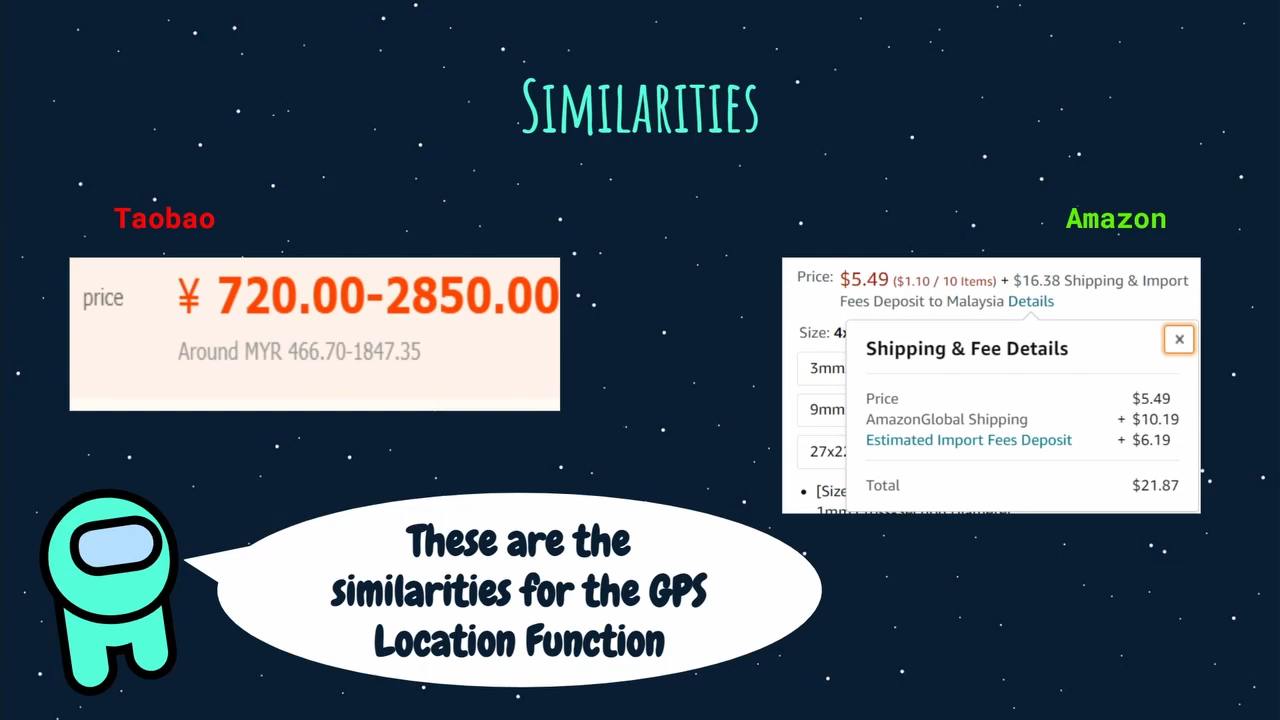 Similarities
Taobao
price
¥ 720.00-2850.00
Around MYR 466.70-1847.35
Amazon
Price: $5.49 ($1.10 / 10 Items) + $16.38 Shipping & Import
Fees Deposit to Malaysia Details
Size: 4x
Shipping & Fee Details
×
3mm
9mm
27x22
Price $5.49
AmazonGlobal Shipping + $10.19
Estimated Import Fees Deposit + $6.19
Total $21.87
• [Size
These are the
similarities for the GPS
Location Function